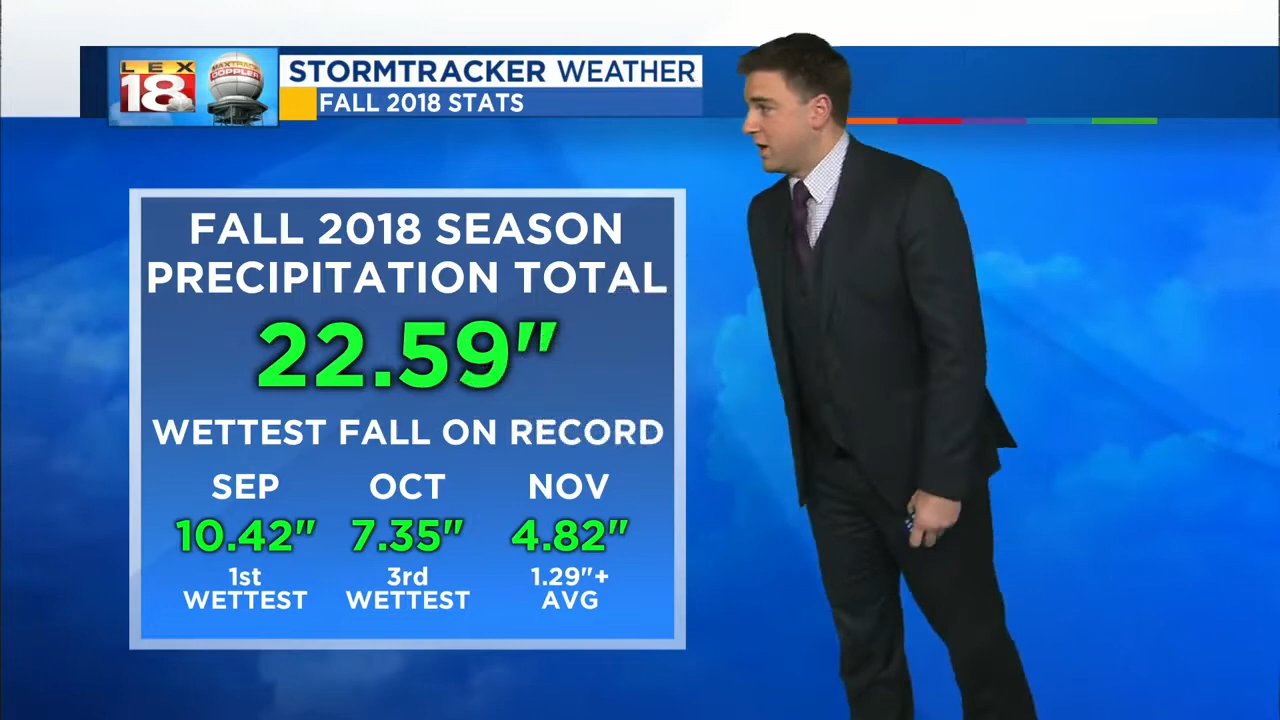 LEX
18
MAXTRACK
DOPPLER
STORMTRACKER WEATHER
FALL 2018 STATS
FALL 2018 SEASON
PRECIPITATION TOTAL
22.59"
WETTEST FALL ON RECORD
SEP OCT NOV
10.42" 7.35" 4.82"
1st 3rd 1.29"+
WETTEST WETTEST AVG